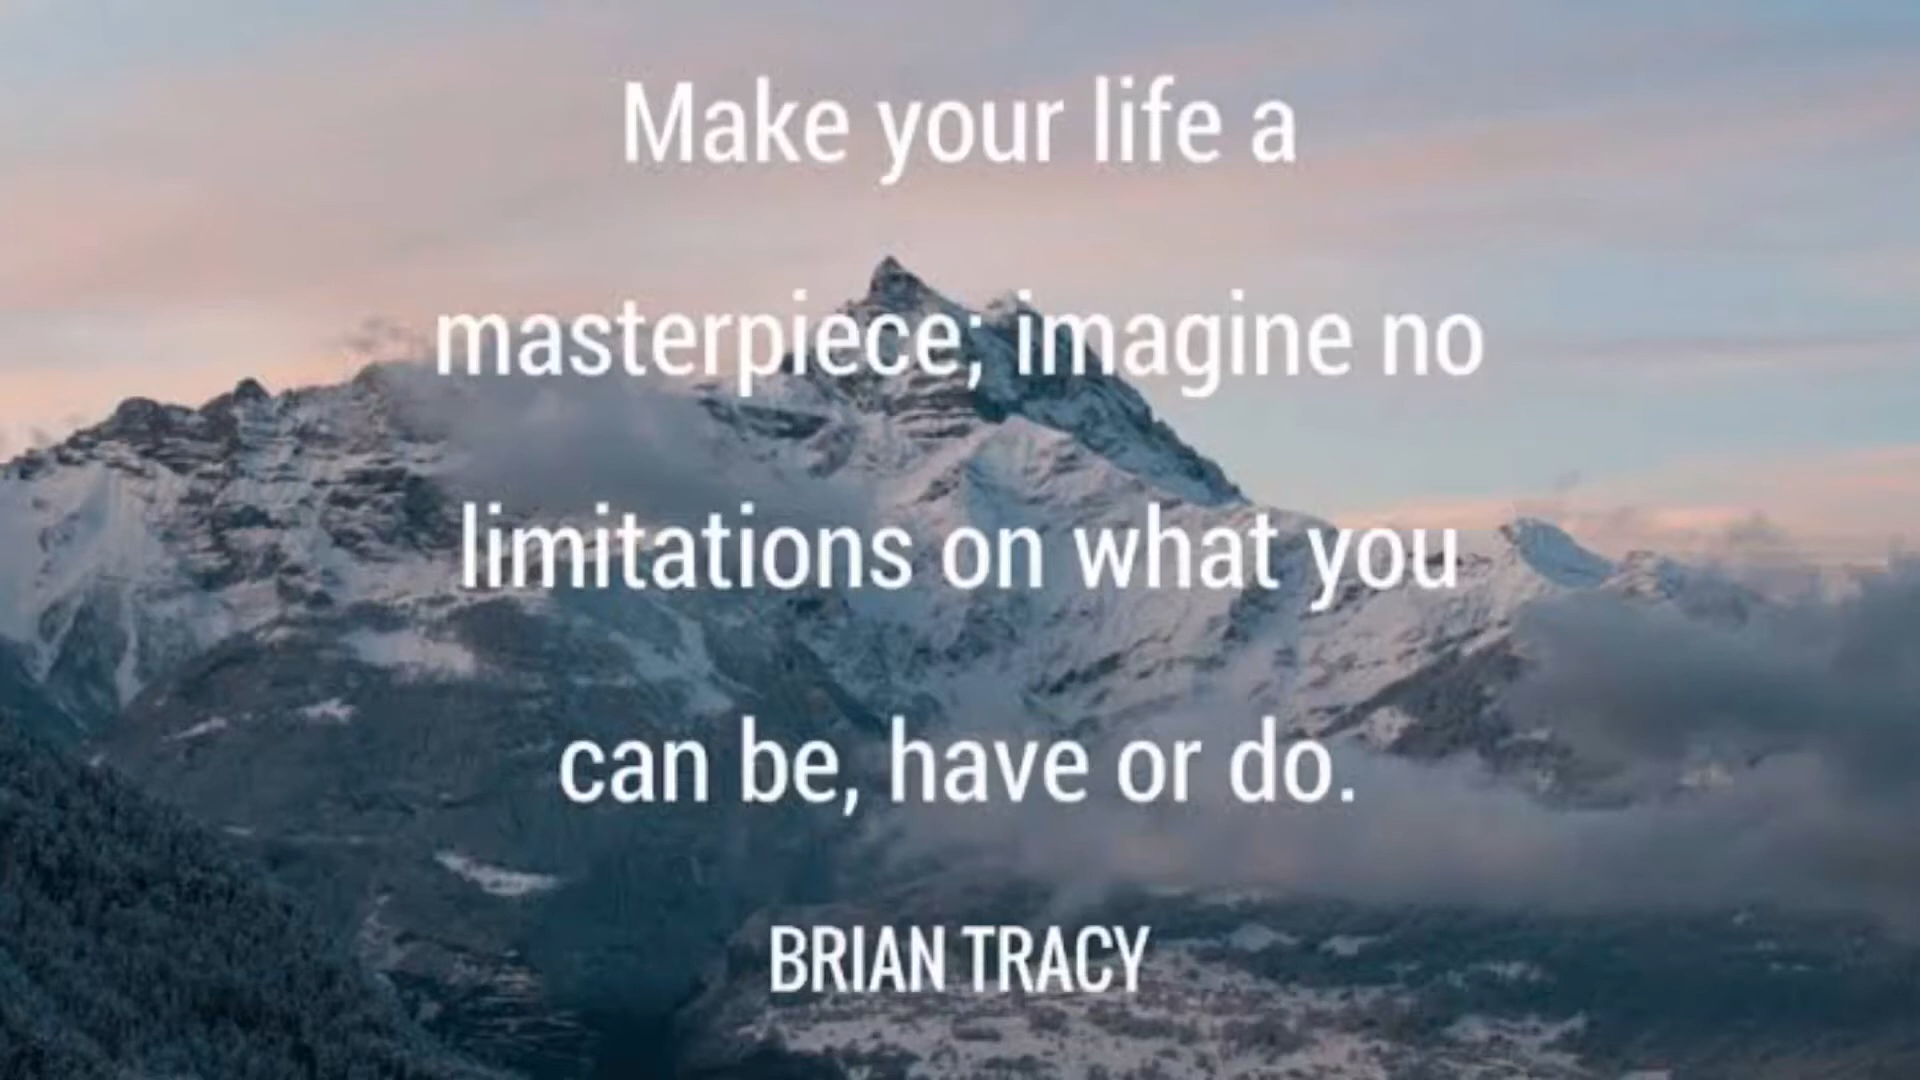 Make your life a
masterpiece; imagine no
limitations on what you
can be, have or do.
BRIAN TRACY